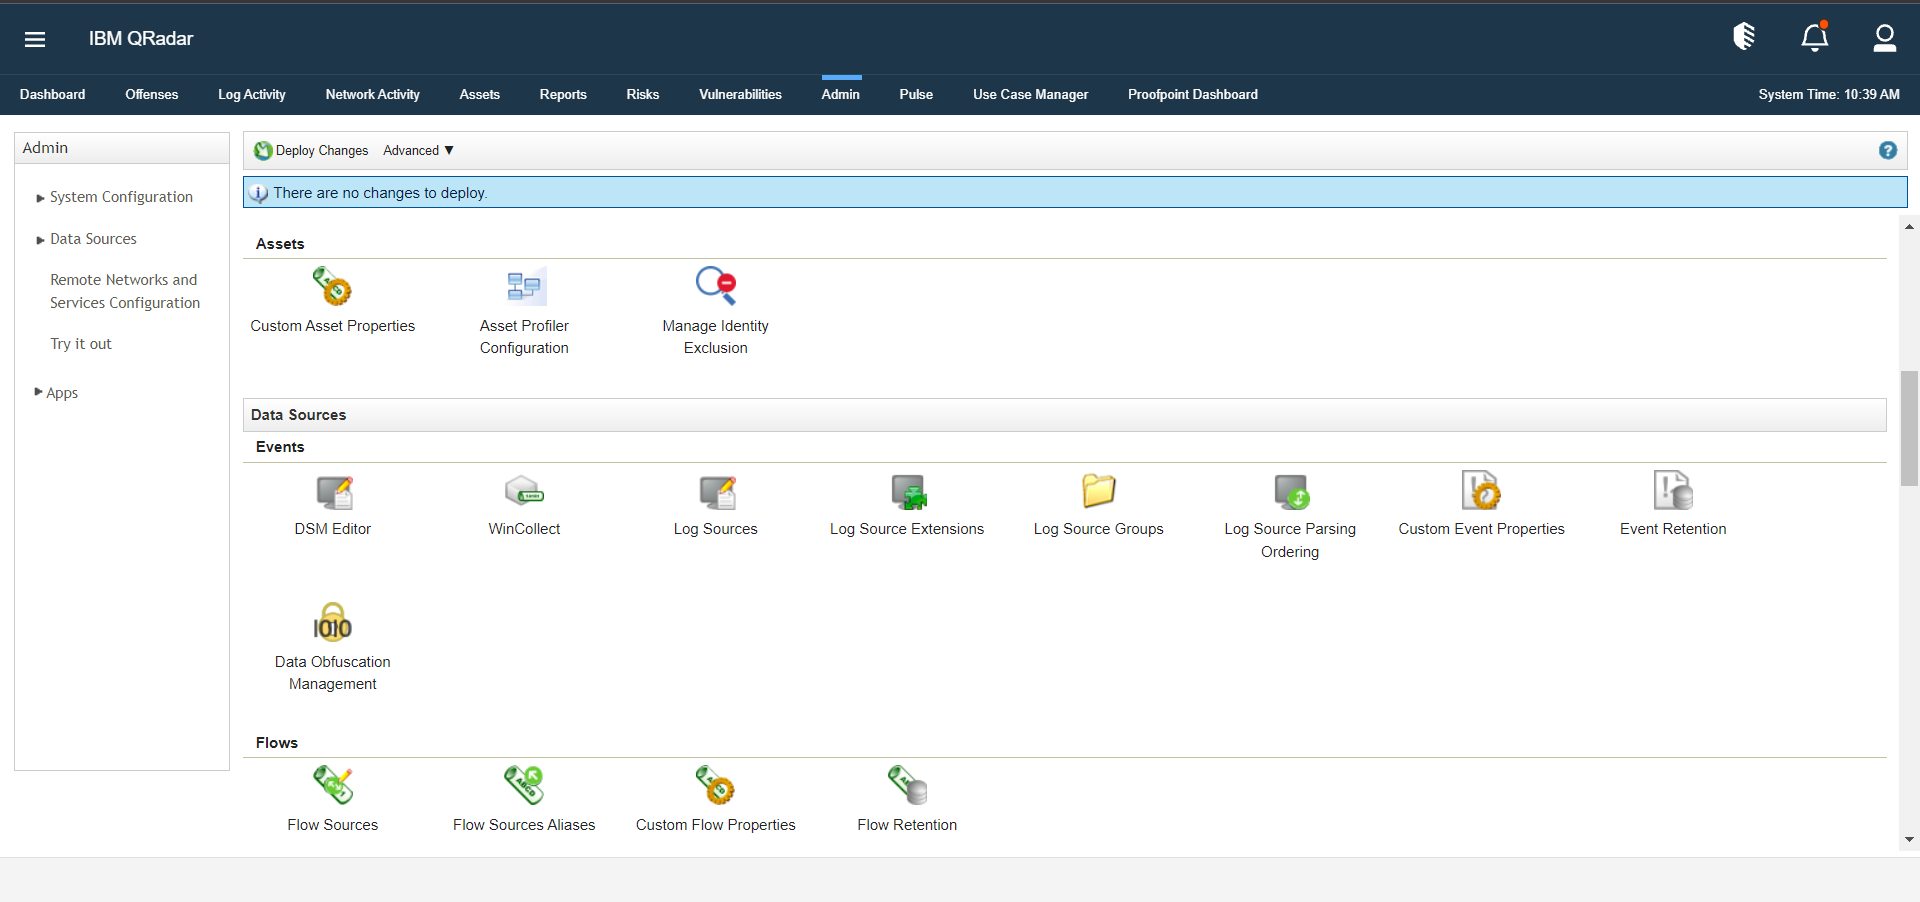 IBM QRadar
Dashboard Offenses Log Activity Network Activity Assets Reports Risks Vulnerabilities Admin Pulse Use Case Manager Proofpoint Dashboard System Time: 10:39 AM
Admin
System Configuration
Data Sources
Remote Networks and
Services Configuration
Try it out
Apps
Deploy Changes Advanced ▼
There are no changes to deploy.
Assets
Custom Asset Properties
Asset Profiler
Configuration
Manage Identity
Exclusion
Data Sources
Events
DSM Editor
WinCollect
Log Sources
Log Source Extensions
Log Source Groups
Log Source Parsing
Ordering
Custom Event Properties
Event Retention
Data Obfuscation
Management
Flows
Flow Sources
Flow Sources Aliases
Custom Flow Properties
Flow Retention